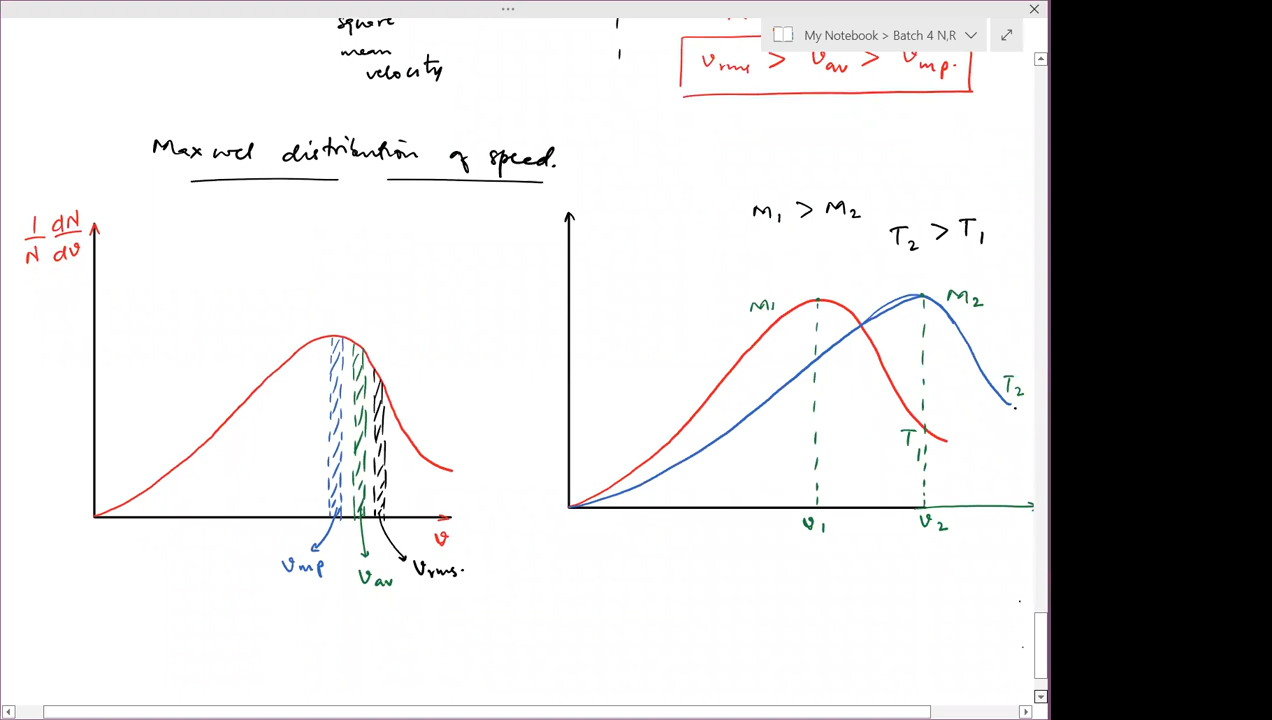 square
mean
velocity
My Notebook > Batch 4 N,R
Vrms > Vav > Vmp.
Maxwel distribution of speed.
1 dN
N dv
v
vmp
vav
vrms.
M1 > M2
T2 > T1
M1
M2
T2
T1
v1
v2